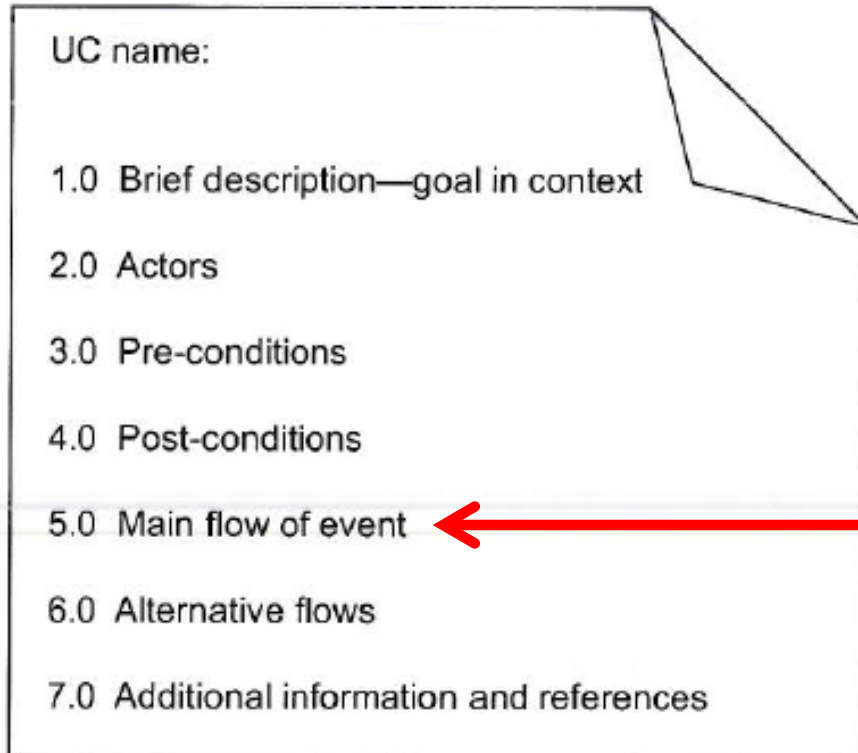 UC name:
1.0 Brief description—goal in context
2.0 Actors
3.0 Pre-conditions
4.0 Post-conditions
5.0 Main flow of event
6.0 Alternative flows
7.0 Additional information and references